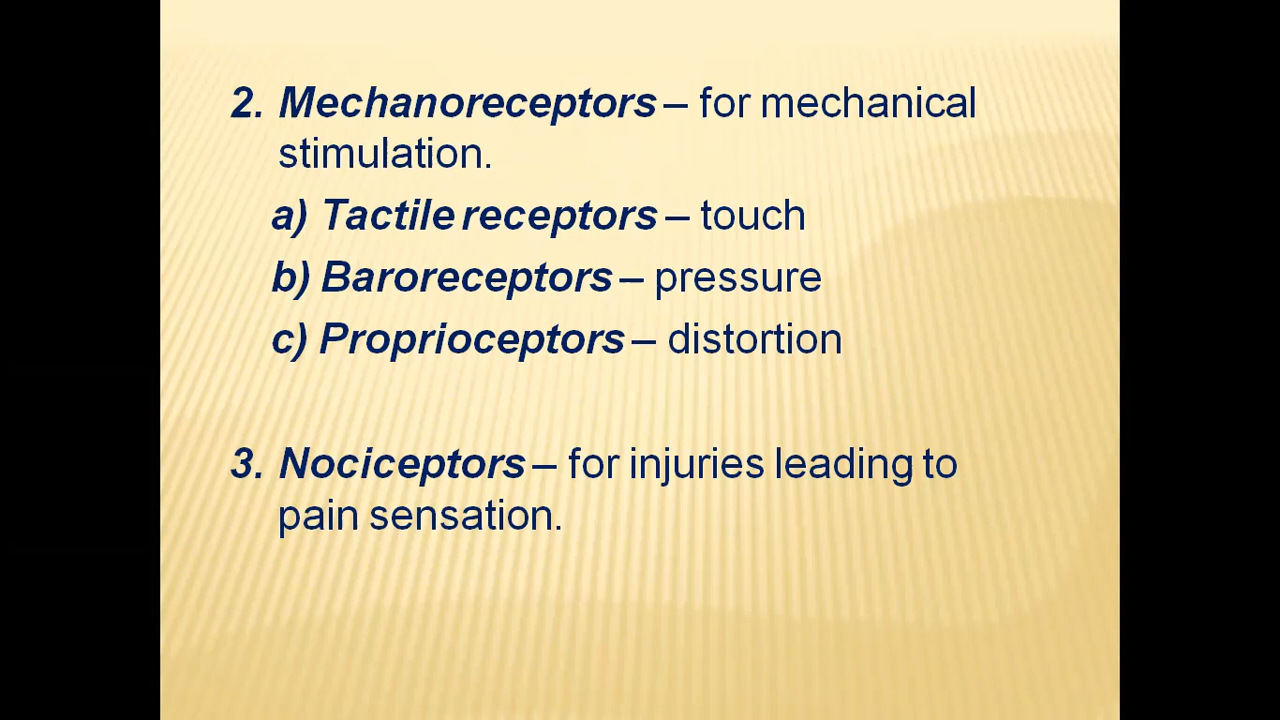 2. Mechanoreceptors – for mechanical
stimulation.
a) Tactile receptors – touch
b) Baroreceptors – pressure
c) Proprioceptors – distortion
3. Nociceptors – for injuries leading to
pain sensation.